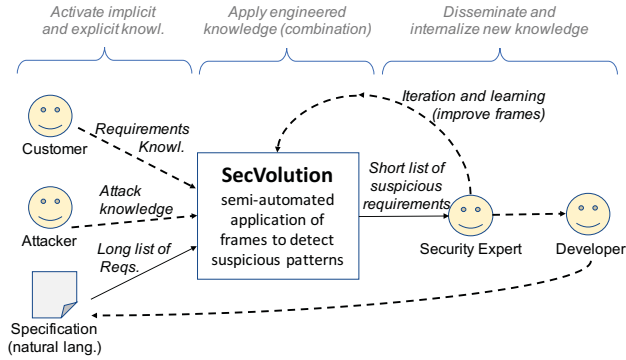 Activate implicit
and explicit knowl.
Apply engineered
knowledge (combination)
Disseminate and
internalize new knowledge
Iteration and learning
(improve frames)
Customer
Requirements
Knowl.
Attacker
Attack
knowledge
Long list of
Reqs.
Specification
(natural lang.)
SecVolution
semi-automated
application of
frames to detect
suspicious patterns
Short list of
suspicious
requirements
Security Expert
Developer